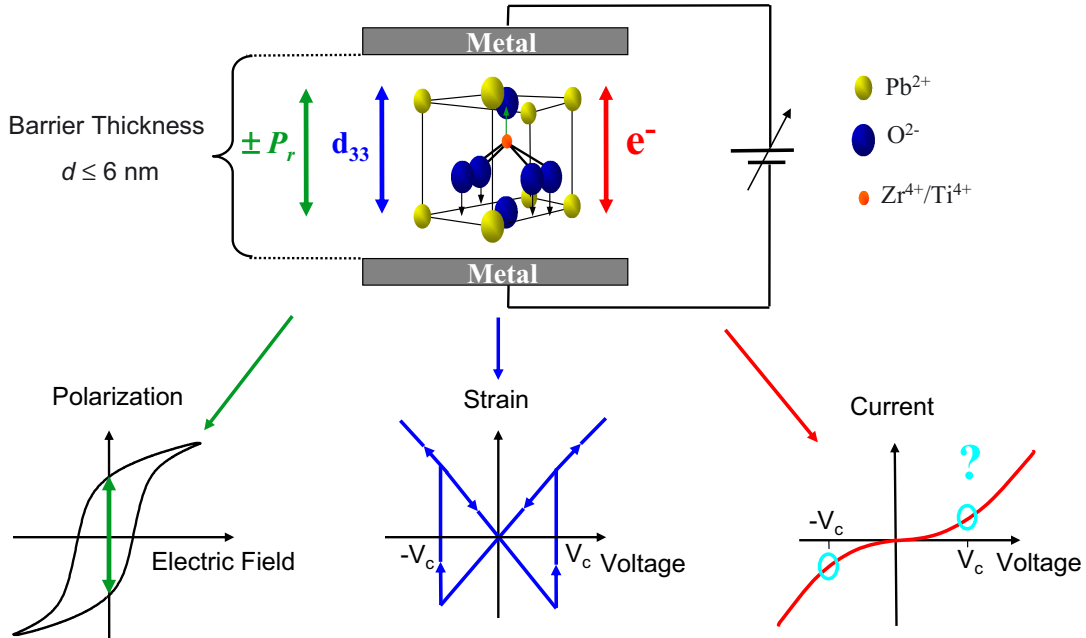 Metal
Barrier Thickness
d ≤ 6 nm
± Pr
d33
e-
Pb2+
O2-
Zr4+/Ti4+
Metal
Polarization
Electric Field
Strain
-Vc
Vc
Voltage
Current
?
-Vc
Vc
Voltage